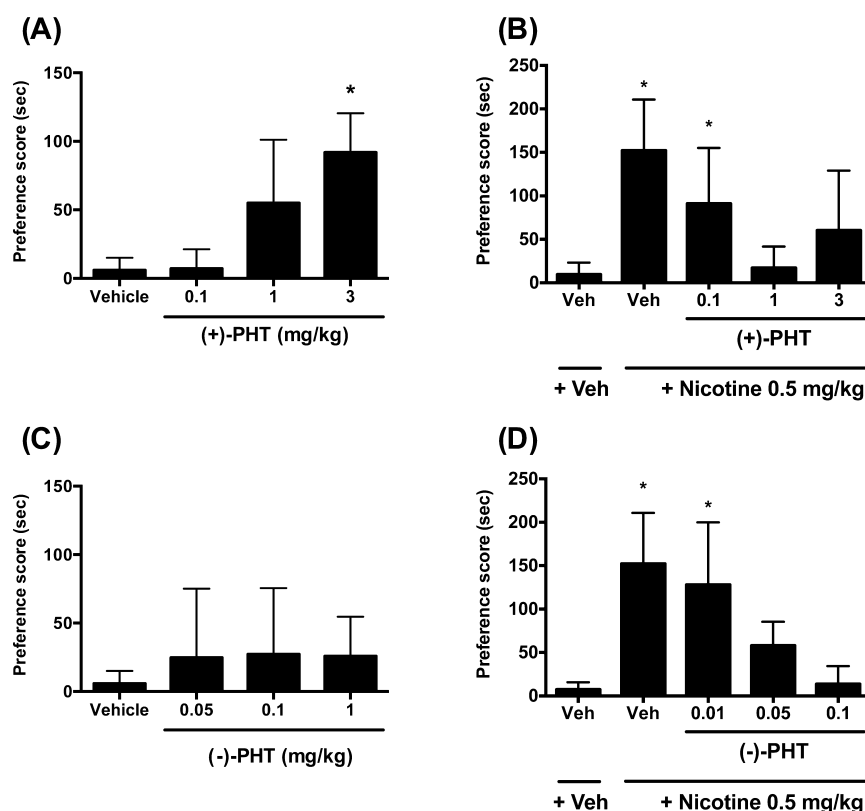 (A)
Preference score (sec)
150
100
50
0
*
Vehicle 0.1 1 3
(+)-PHT (mg/kg)
(B)
Preference score (sec)
250
200
150
100
50
0
* *
Veh Veh 0.1 1 3
(+)-PHT
+ Veh + Nicotine 0.5 mg/kg
(C)
Preference score (sec)
150
100
50
0
Vehicle 0.05 0.1 1
(-)-PHT (mg/kg)
(D)
Preference score (sec)
250
200
150
100
50
0
* *
Veh Veh 0.01 0.05 0.1
(-)-PHT
+ Veh + Nicotine 0.5 mg/kg